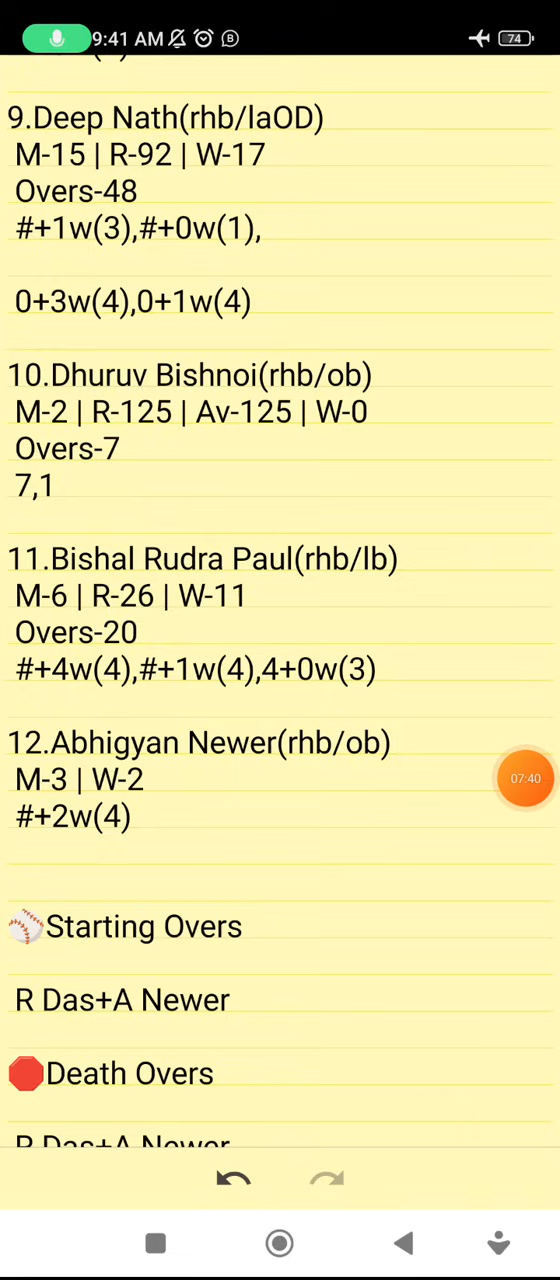 9:41 AM
74
9.Deep Nath(rhb/laOD)
M-15 | R-92 | W-17
Overs-48
#+1w(3),#+0w(1),
0+3w(4),0+1w(4)
10.Dhuruv Bishnoi(rhb/ob)
M-2 | R-125 | Av-125 | W-0
Overs-7
7,1
11.Bishal Rudra Paul(rhb/lb)
M-6 | R-26 | W-11
Overs-20
#+4w(4),#+1w(4),4+0w(3)
12.Abhigyan Newer(rhb/ob)
M-3 | W-2
07:40
#+2w(4)
Starting Overs
R Das+A Newer
Death Overs
R Das+A Newer